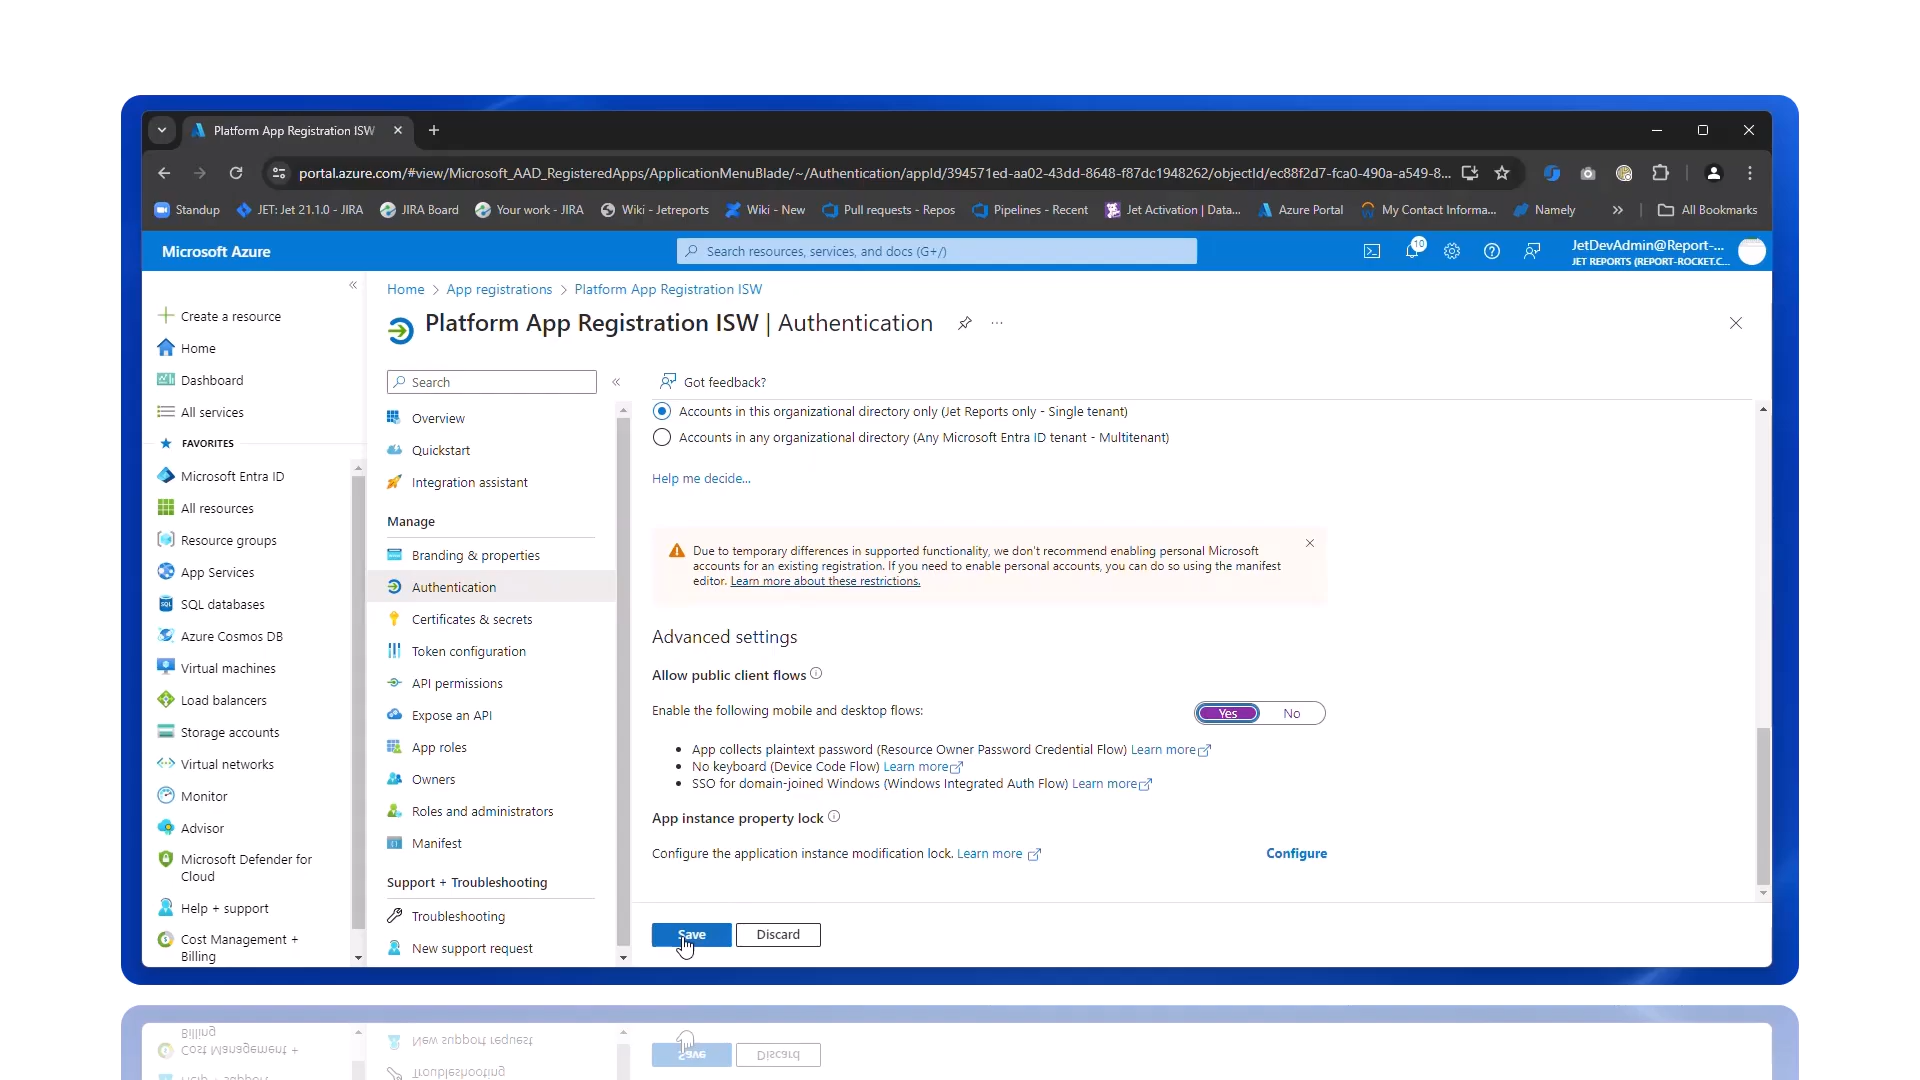 Platform App Registration ISW
portal.azure.com/#view/Microsoft_AAD_RegisteredApps/ApplicationMenuBlade/~/Authentication/appId/394571ed-aa02-43dd-8648-f87dc1948262/objectId/ec88f2d7-fca0-490a-a549-8...
Standup
JET: Jet 21.1.0 - JIRA
JIRA Board
Your work - JIRA
Wiki - Jetreports
Wiki - New
Pull requests - Repos
Pipelines - Recent
Jet Activation | Data...
Azure Portal
My Contact Informa...
Namely
All Bookmarks
Microsoft Azure
Search resources, services, and docs (G+/)
10
JetDevAdmin@Report-...
JET REPORTS (REPORT-ROCKET.C...
Create a resource
Home
Dashboard
All services
FAVORITES
Microsoft Entra ID
All resources
Resource groups
App Services
SQL databases
Azure Cosmos DB
Virtual machines
Load balancers
Storage accounts
Virtual networks
Monitor
Advisor
Microsoft Defender for
Cloud
Help + support
Cost Management +
Billing
Home > App registrations > Platform App Registration ISW
Platform App Registration ISW | Authentication
Search
Overview
Quickstart
Integration assistant
Manage
Branding & properties
Authentication
Certificates & secrets
Token configuration
API permissions
Expose an API
App roles
Owners
Roles and administrators
Manifest
Support + Troubleshooting
Troubleshooting
New support request
Got feedback?
Accounts in this organizational directory only (Jet Reports only - Single tenant)
Accounts in any organizational directory (Any Microsoft Entra ID tenant - Multitenant)
Help me decide...
Due to temporary differences in supported functionality, we don't recommend enabling personal Microsoft
accounts for an existing registration. If you need to enable personal accounts, you can do so using the manifest
editor. Learn more about these restrictions.
Advanced settings
Allow public client flows
Enable the following mobile and desktop flows:
Yes No
App collects plaintext password (Resource Owner Password Credential Flow) Learn more
No keyboard (Device Code Flow) Learn more
SSO for domain-joined Windows (Windows Integrated Auth Flow) Learn more
App instance property lock
Configure the application instance modification lock. Learn more
Configure
Save
Discard
Billing
Cost Management +
Help + support
New support request
Troubleshooting
Save
Discard